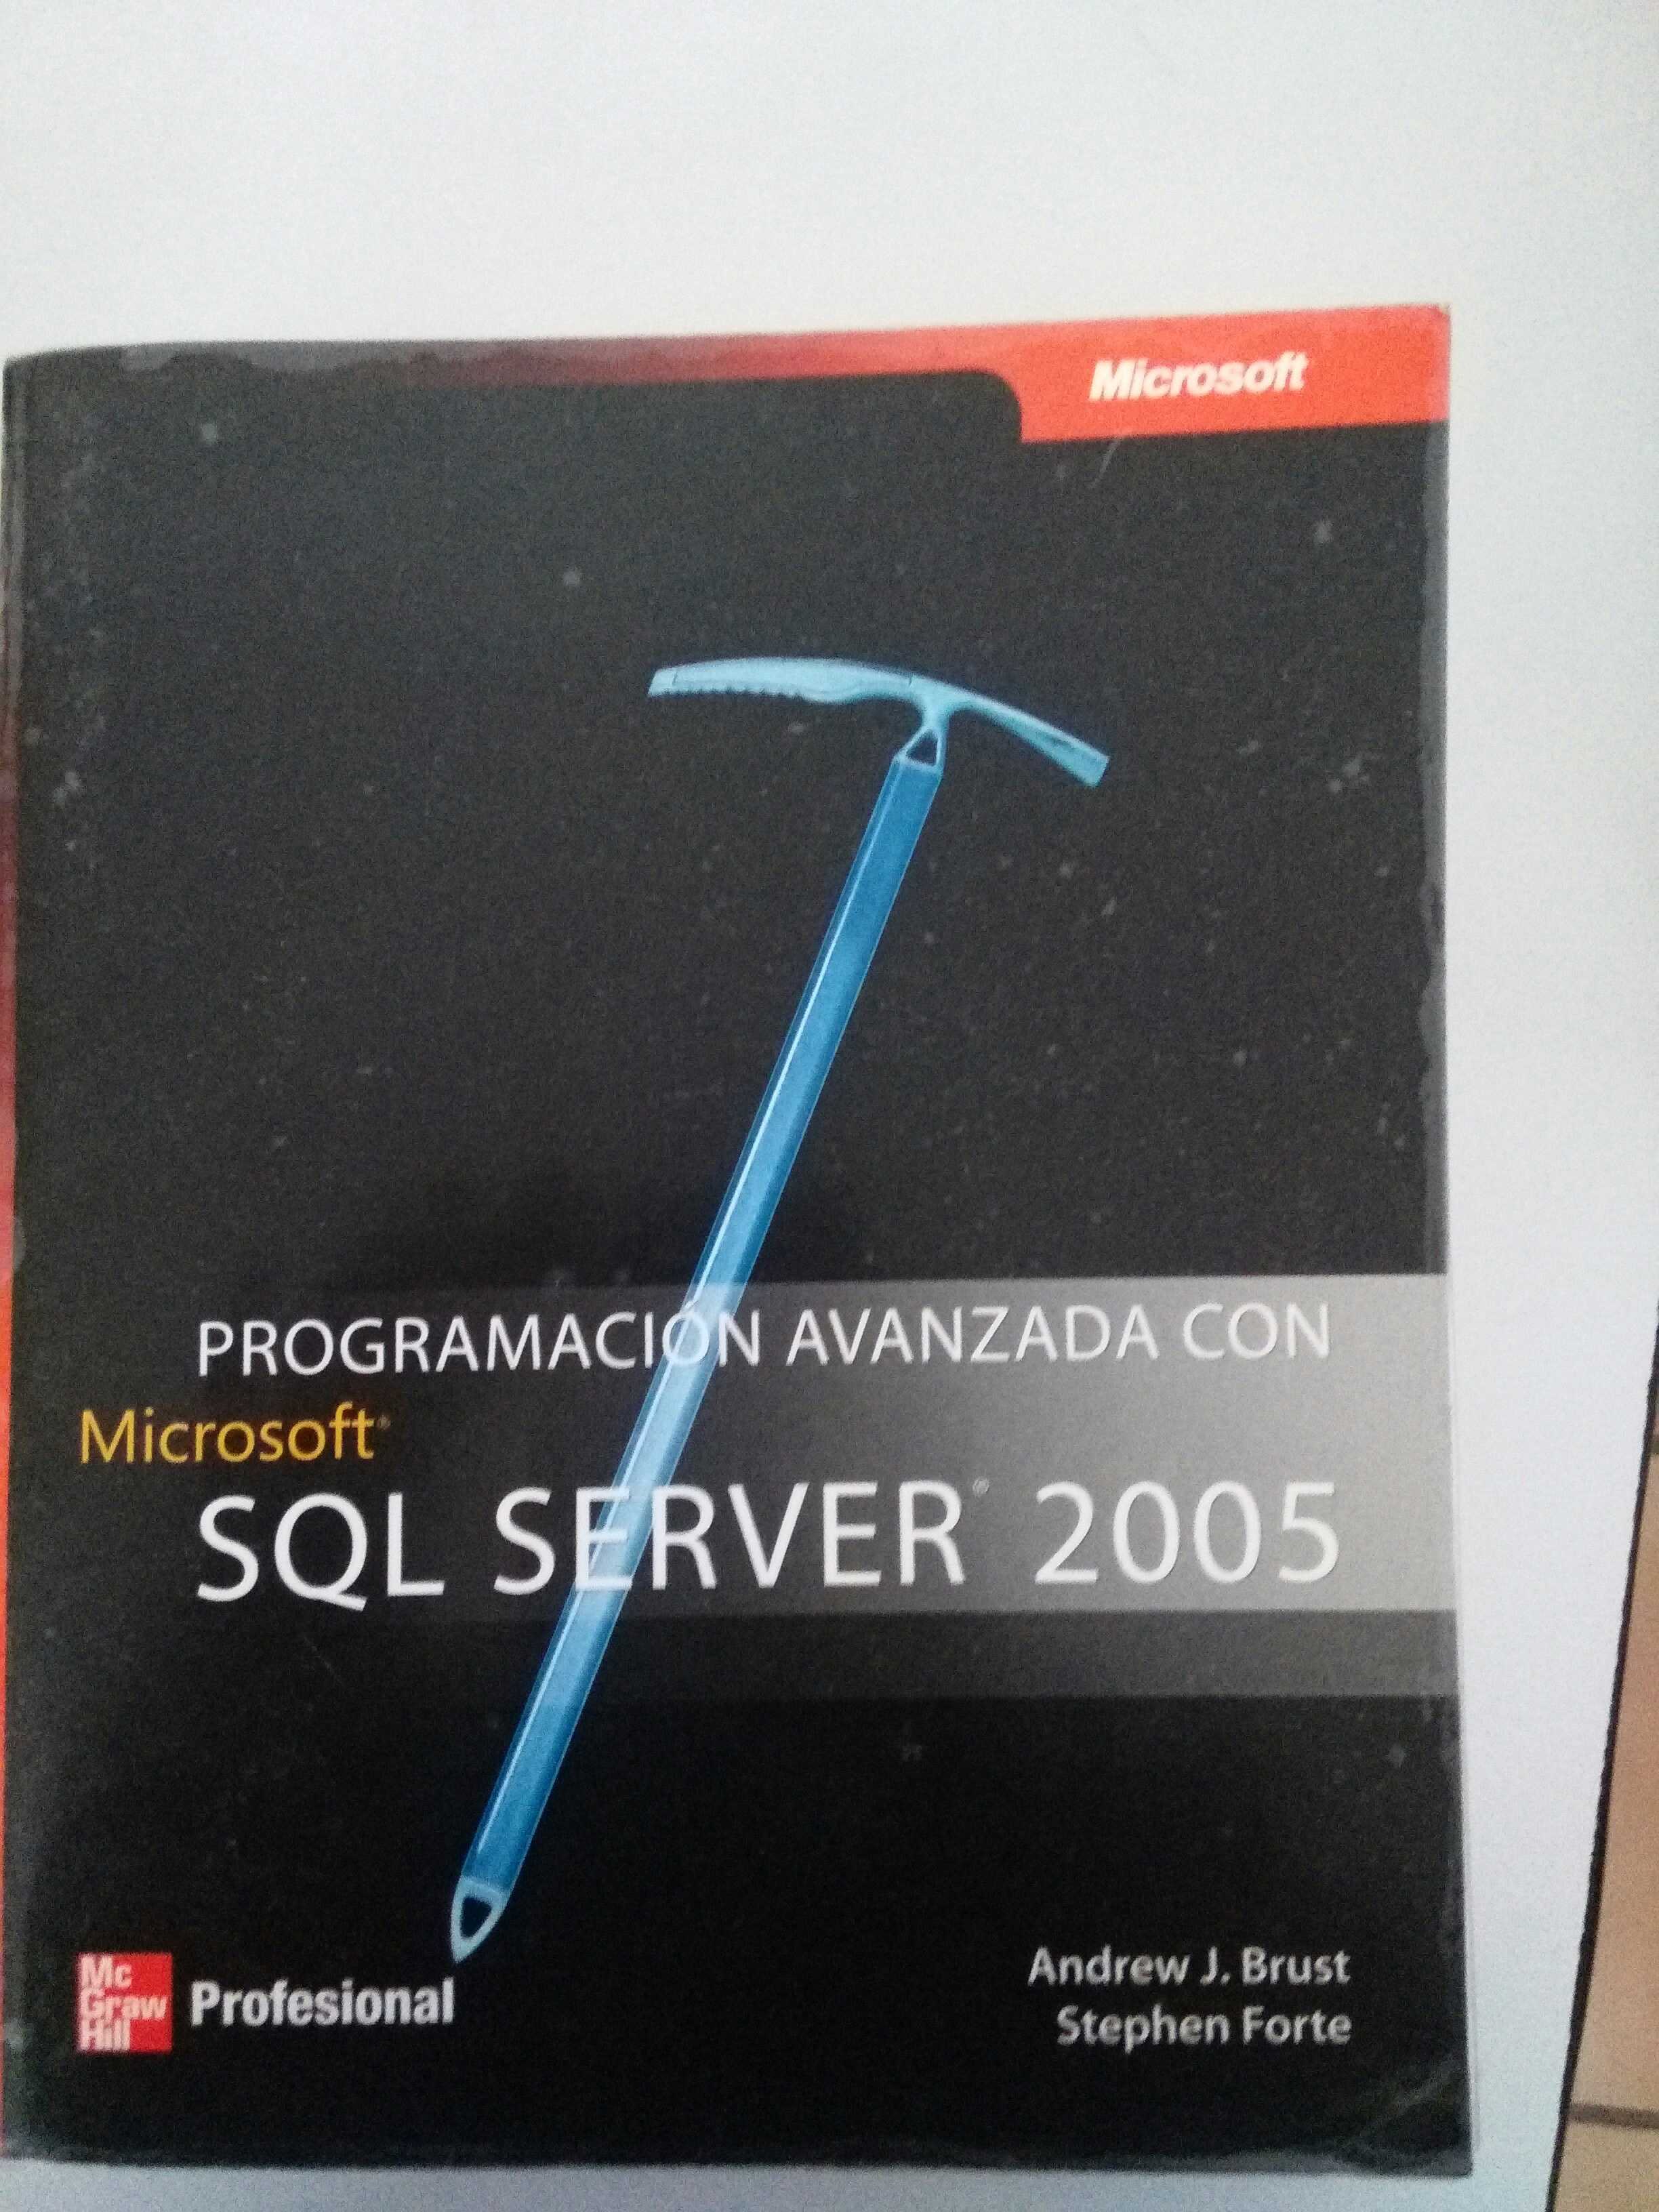 Microsoft
PROGRAMACIÓN AVANZADA CON
Microsoft®
SQL SERVER® 2005
Mc
Graw
Hill
Profesional
Andrew J. Brust
Stephen Forte